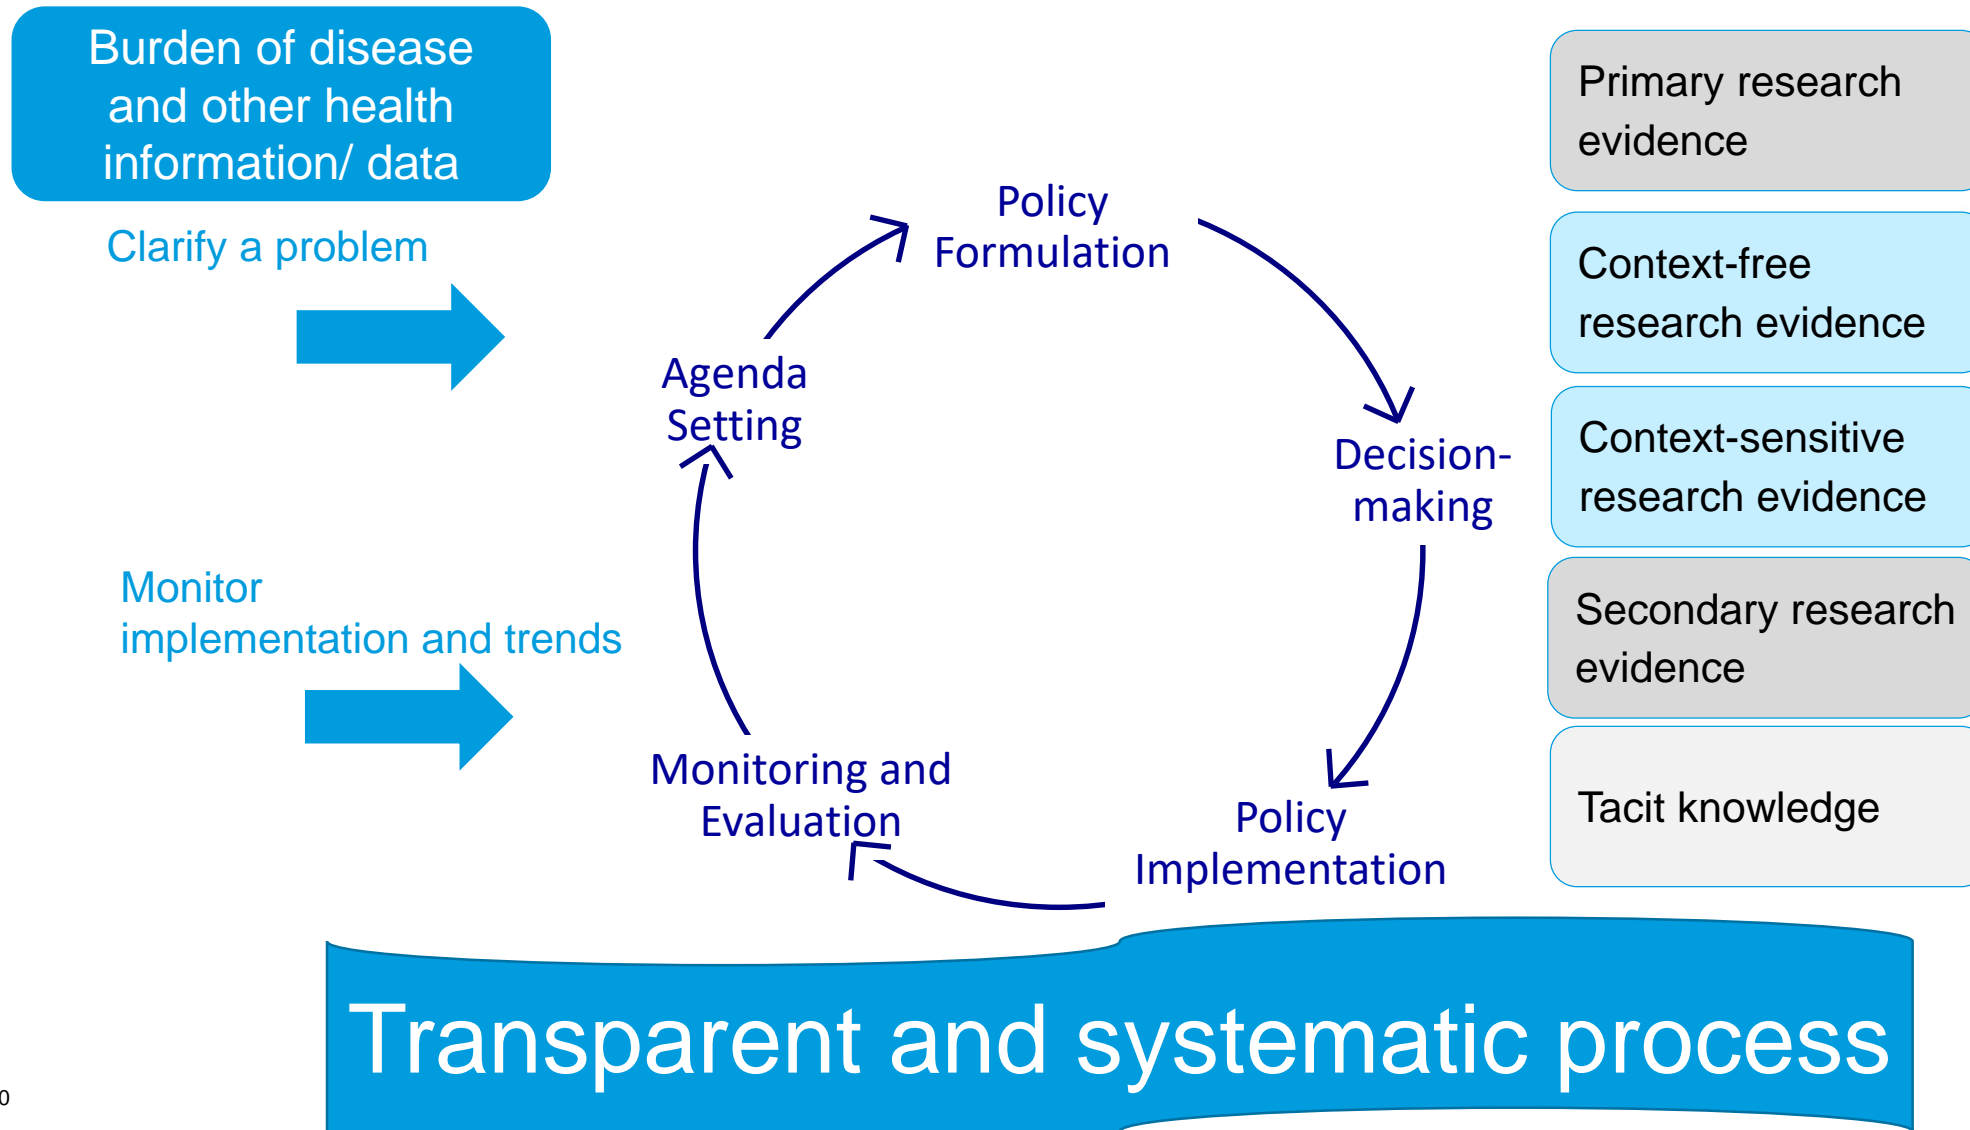 Burden of disease
and other health
information/ data
Clarify a problem
Monitor
implementation and trends
Policy
Formulation
Agenda
Setting
Decision-
making
Monitoring and
Evaluation
Policy
Implementation
Primary research
evidence
Context-free
research evidence
Context-sensitive
research evidence
Secondary research
evidence
Tacit knowledge
Transparent and systematic process
0